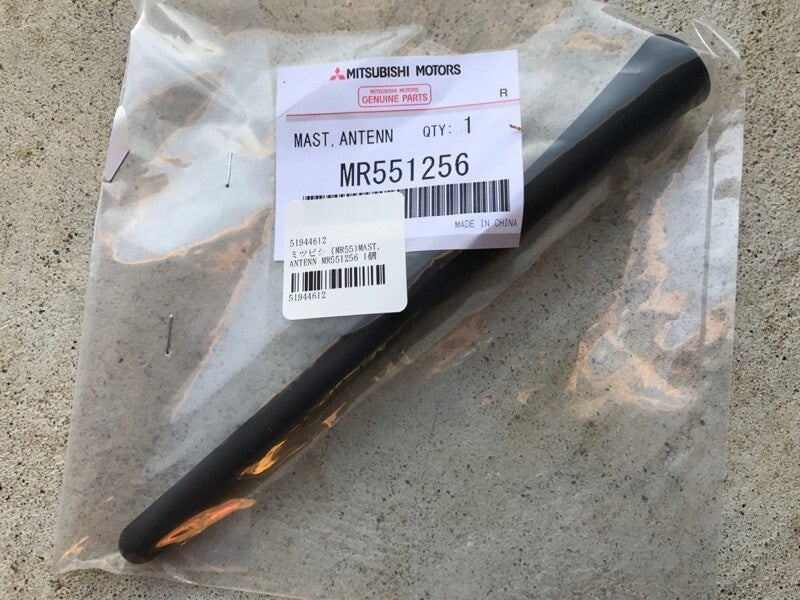 MITSUBISHI MOTORS
MITSUBISHI MOTORS
GENUINE PARTS
R
MAST, ANTENN QTY: 1
MR551256
MADE IN CHINA
51944612
ミツビシ (MR55)MAST,
ANTENN MR551256 1個
51944612